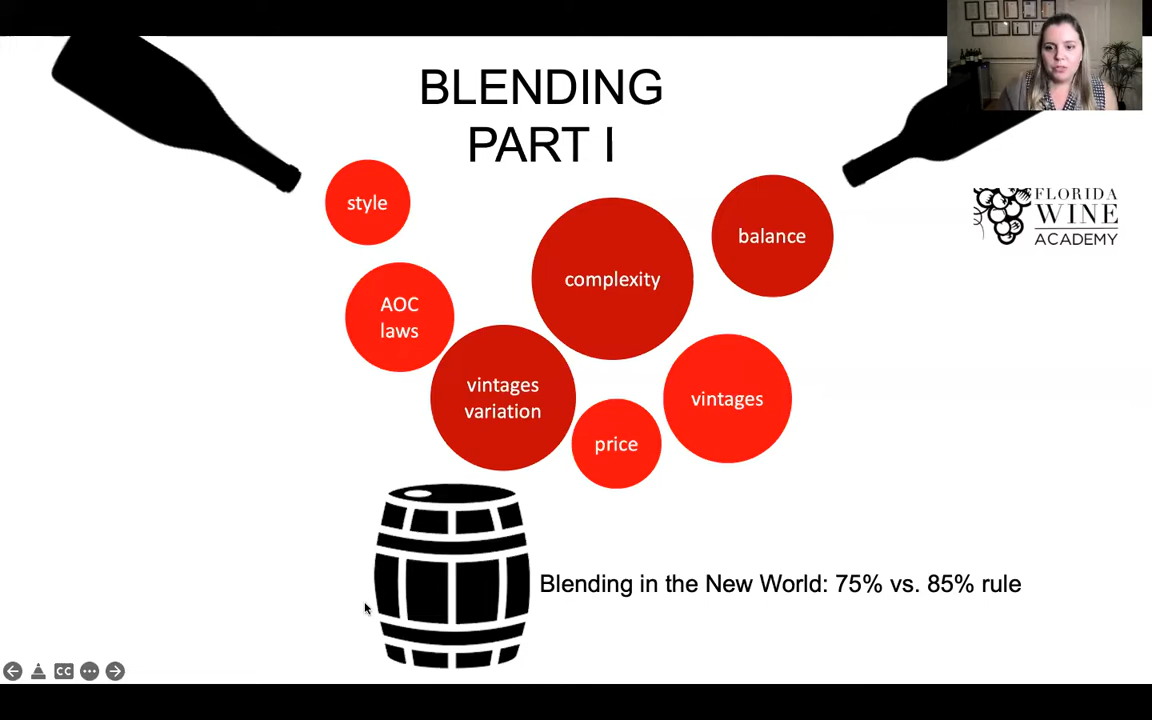 BLENDING
PART I
style
complexity
balance
AOC
laws
vintages
variation
price
vintages
FLORIDA
WINE
ACADEMY
Blending in the New World: 75% vs. 85% rule
CC